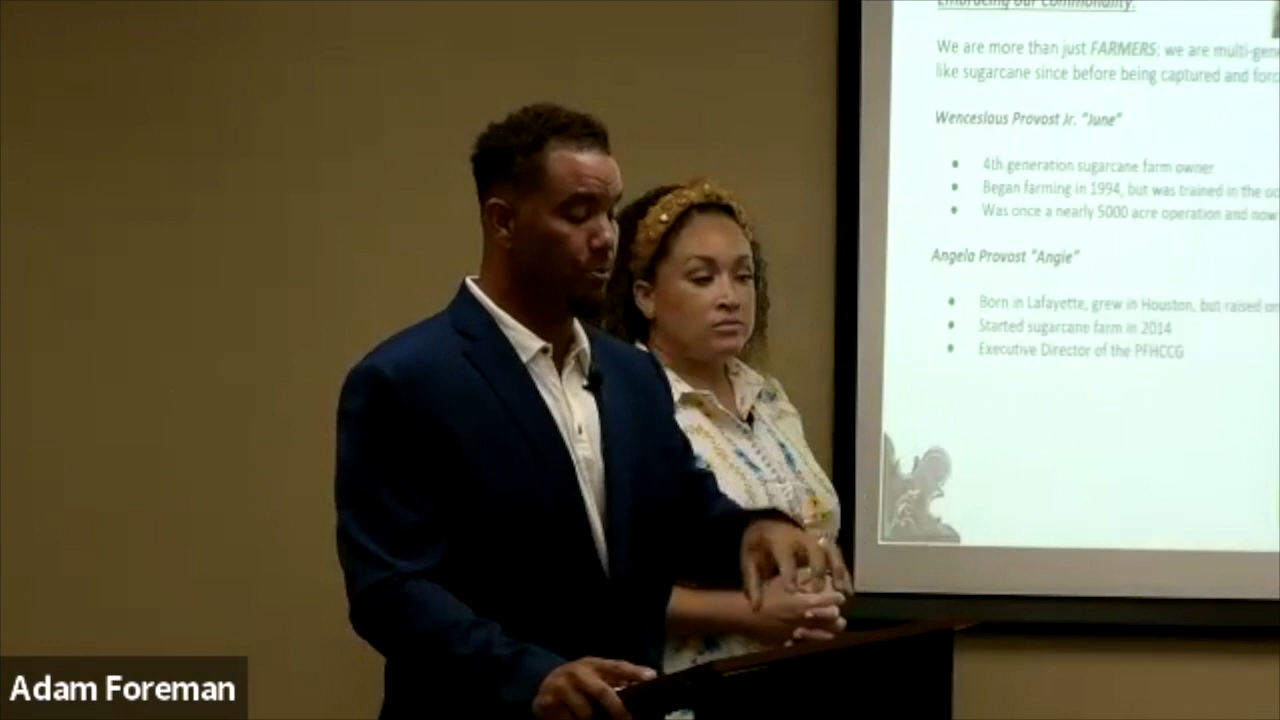 Embracing Our Commonality:
We are more than just FARMERS; we are multi-gen
like sugarcane since before being captured and forc
Wenceslaus Provost Jr. "June"
• 4th generation sugarcane farm owner
• Began farming in 1994, but was trained in the
• Was once a nearly 5000 acre operation and now
Angela Provost "Angie"
• Born in Lafayette, grew in Houston, but raised on
• Started sugarcane farm in 2014
• Executive Director of the PFHCCG
Adam Foreman